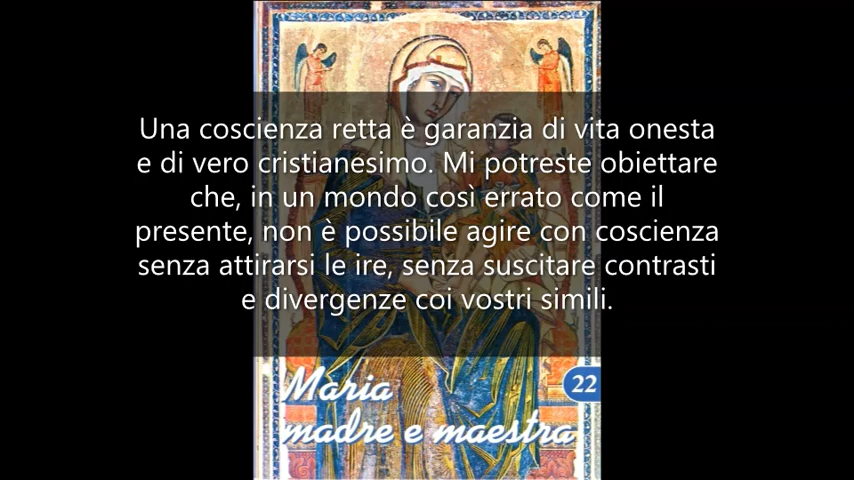 Una coscienza retta è garanzia di vita onesta
e di vero cristianesimo. Mi potreste obiettare
che, in un mondo così errato come il
presente, non è possibile agire con coscienza
senza attirarsi le ire, senza suscitare contrasti
e divergenze coi vostri simili.
22
Maria
madre e maestra